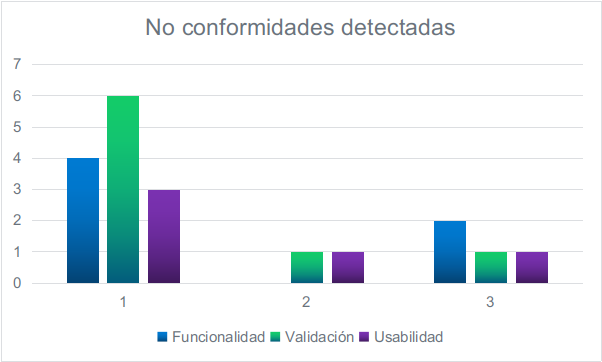 No conformidades detectadas
7
6
5
4
3
2
1
0
1 2 3
Funcionalidad Validación Usabilidad